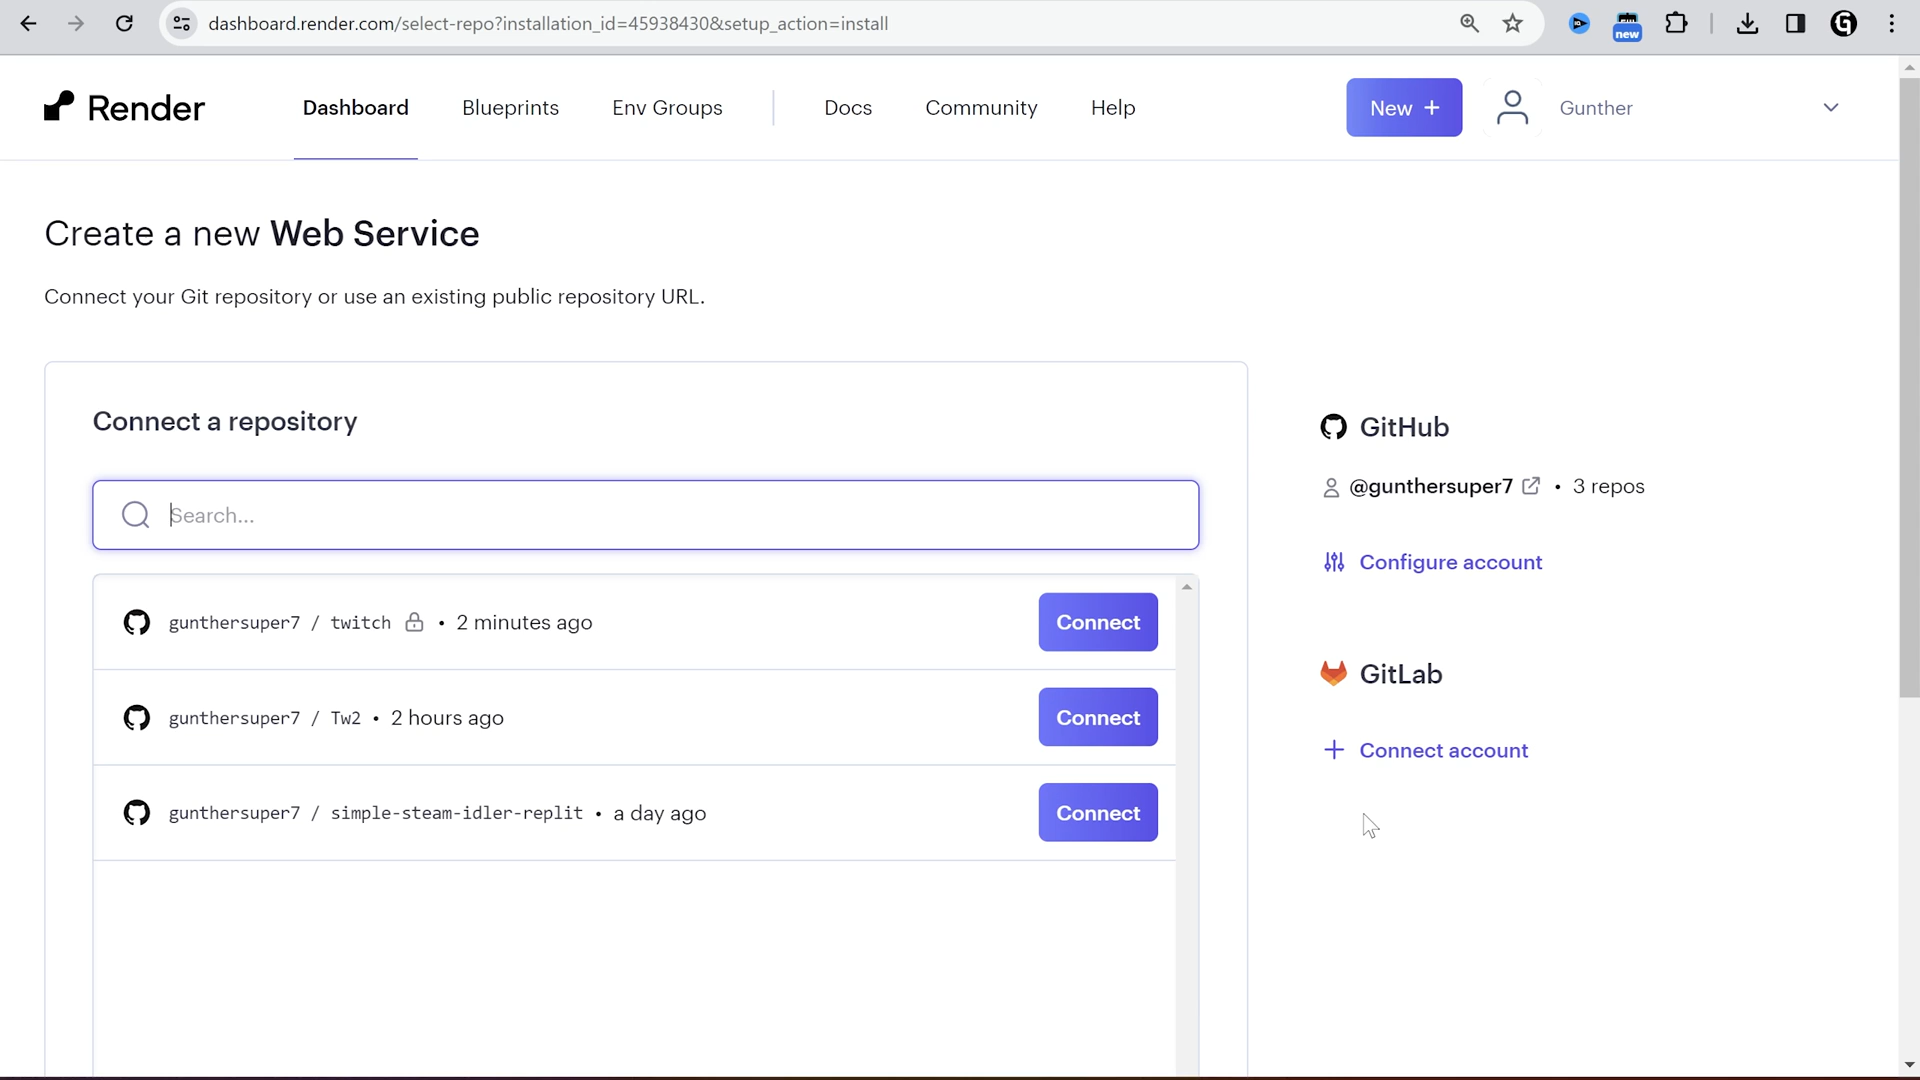 dashboard.render.com/select-repo?installation_id=45938430&setup_action=install
new
Render
Dashboard
Blueprints
Env Groups
Docs
Community
Help
New +
Gunther
Create a new Web Service
Connect your Git repository or use an existing public repository URL.
Connect a repository
Search...
gunthersuper7 / twitch • 2 minutes ago
Connect
gunthersuper7 / Tw2 • 2 hours ago
Connect
gunthersuper7 / simple-steam-idler-replit • a day ago
Connect
GitHub
@gunthersuper7 • 3 repos
Configure account
GitLab
Connect account